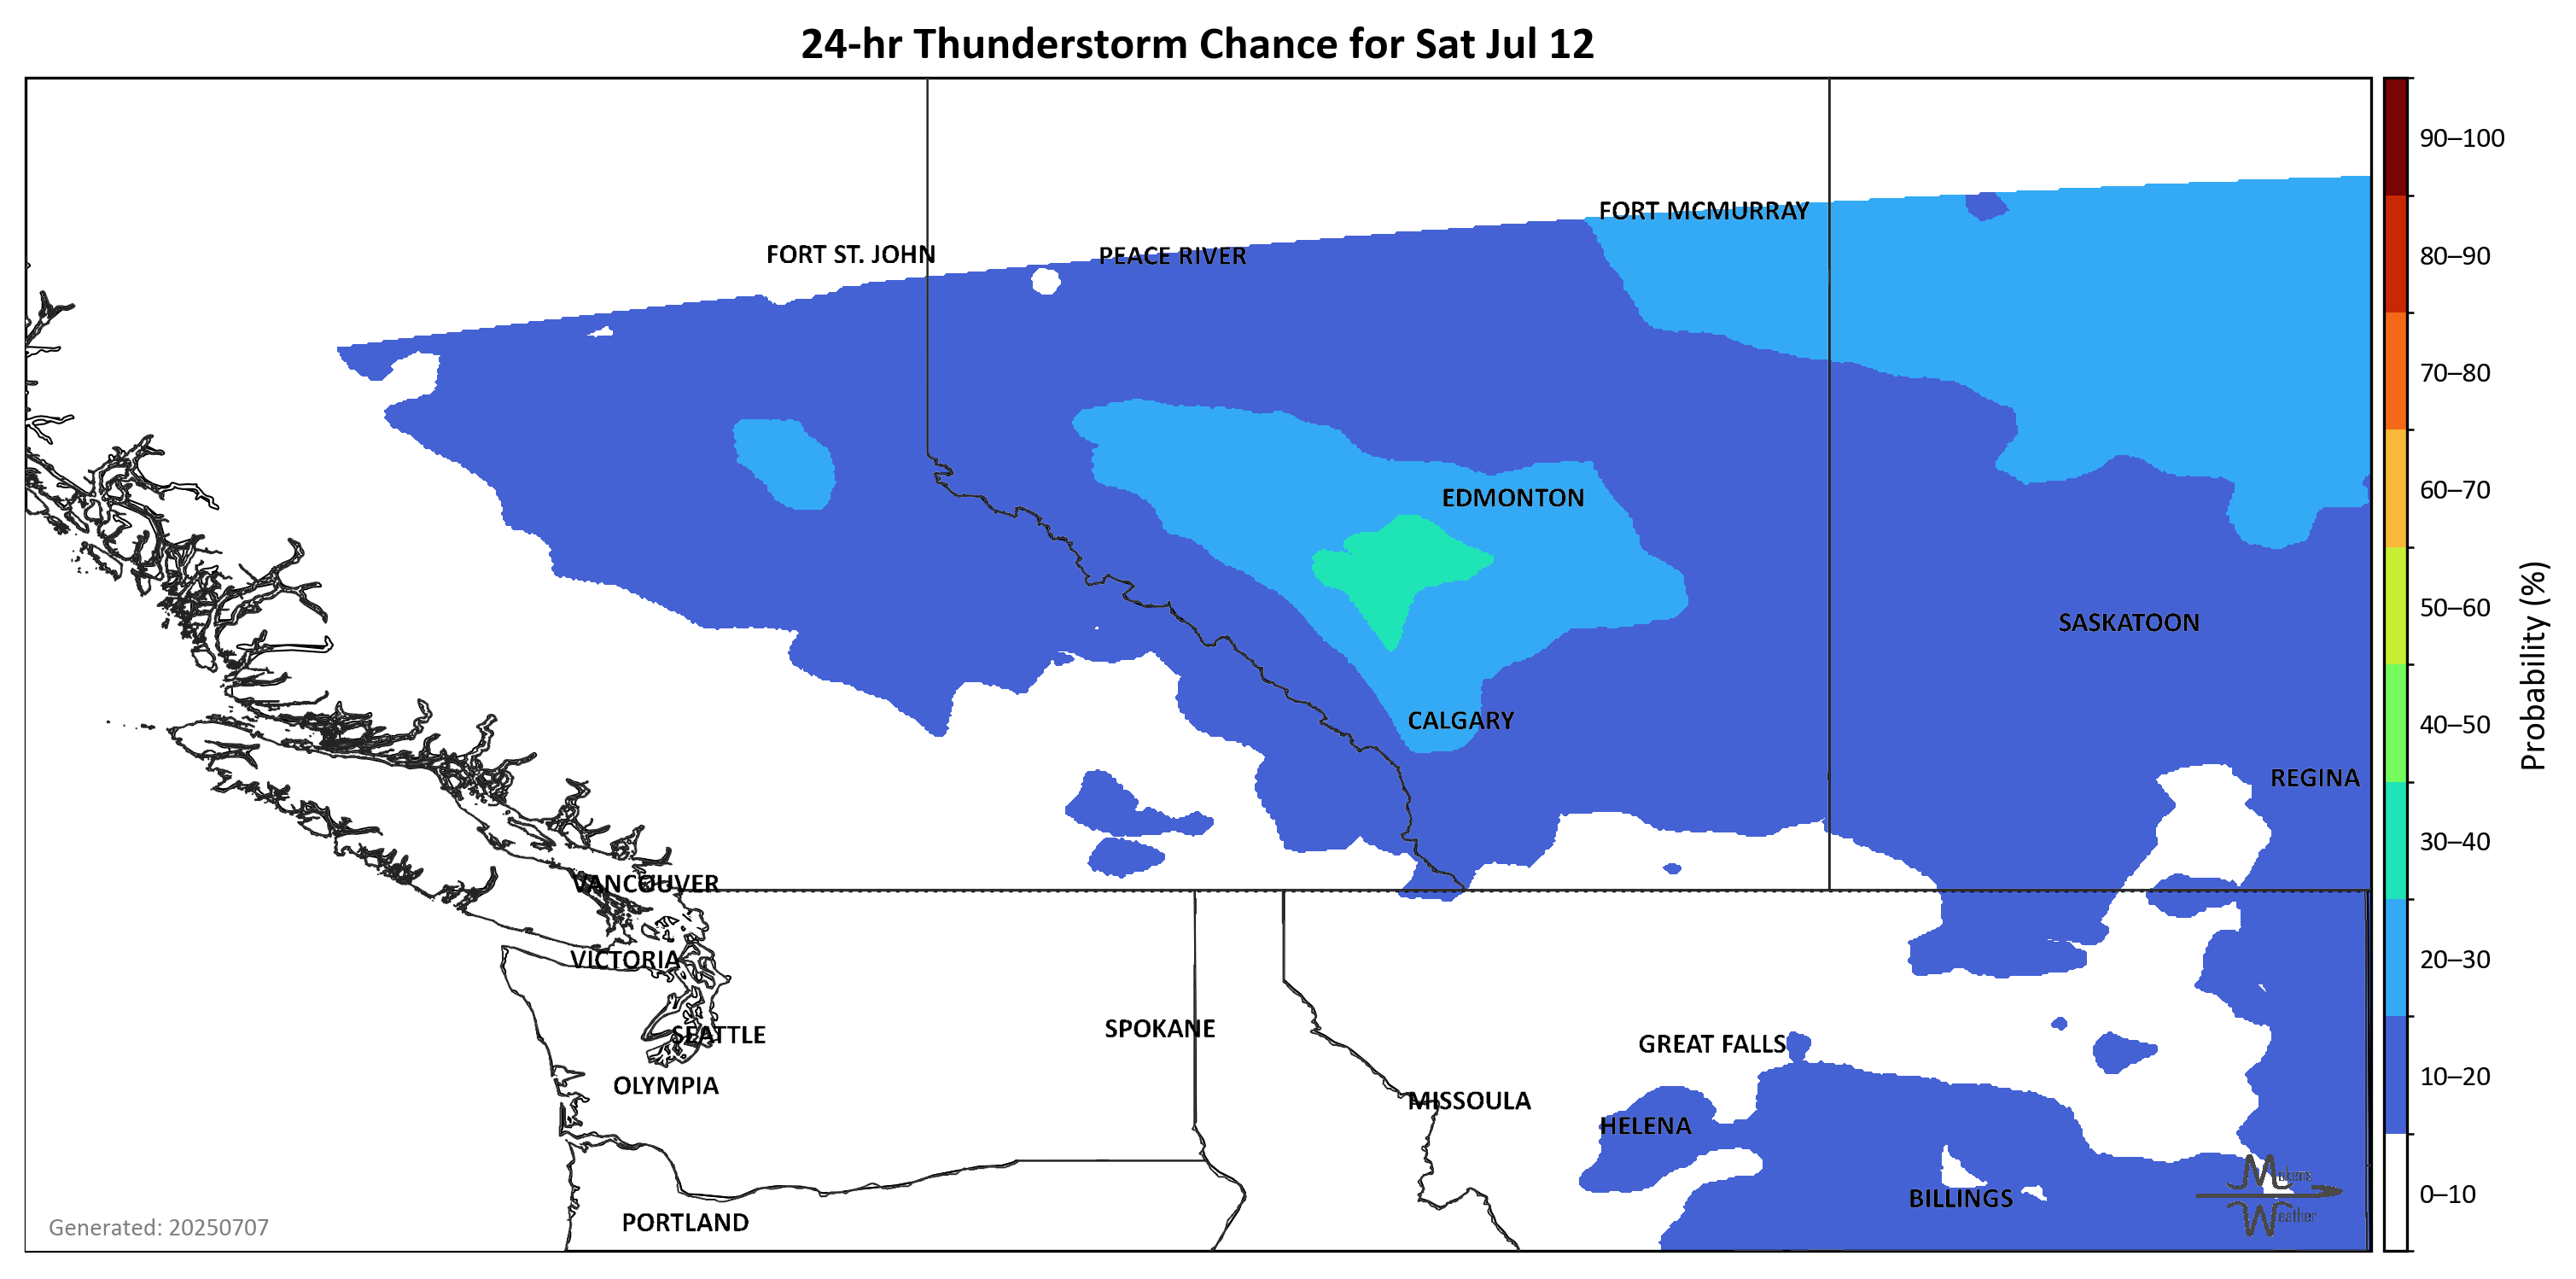 24-hr Thunderstorm Chance for Sat Jul 12
90–100
FORT MCMURRAY
FORT ST. JOHN
PEACE RIVER
80–90
70–80
EDMONTON
60–70
SASKATOON
50–60
CALGARY
40–50
Probability (%)
REGINA
30–40
VANCOUVER
VICTORIA
20–30
SEATTLE
SPOKANE
GREAT FALLS
OLYMPIA
10–20
MISSOULA
HELENA
Mokens
Weather
BILLINGS
0–10
PORTLAND
Generated: 20250707